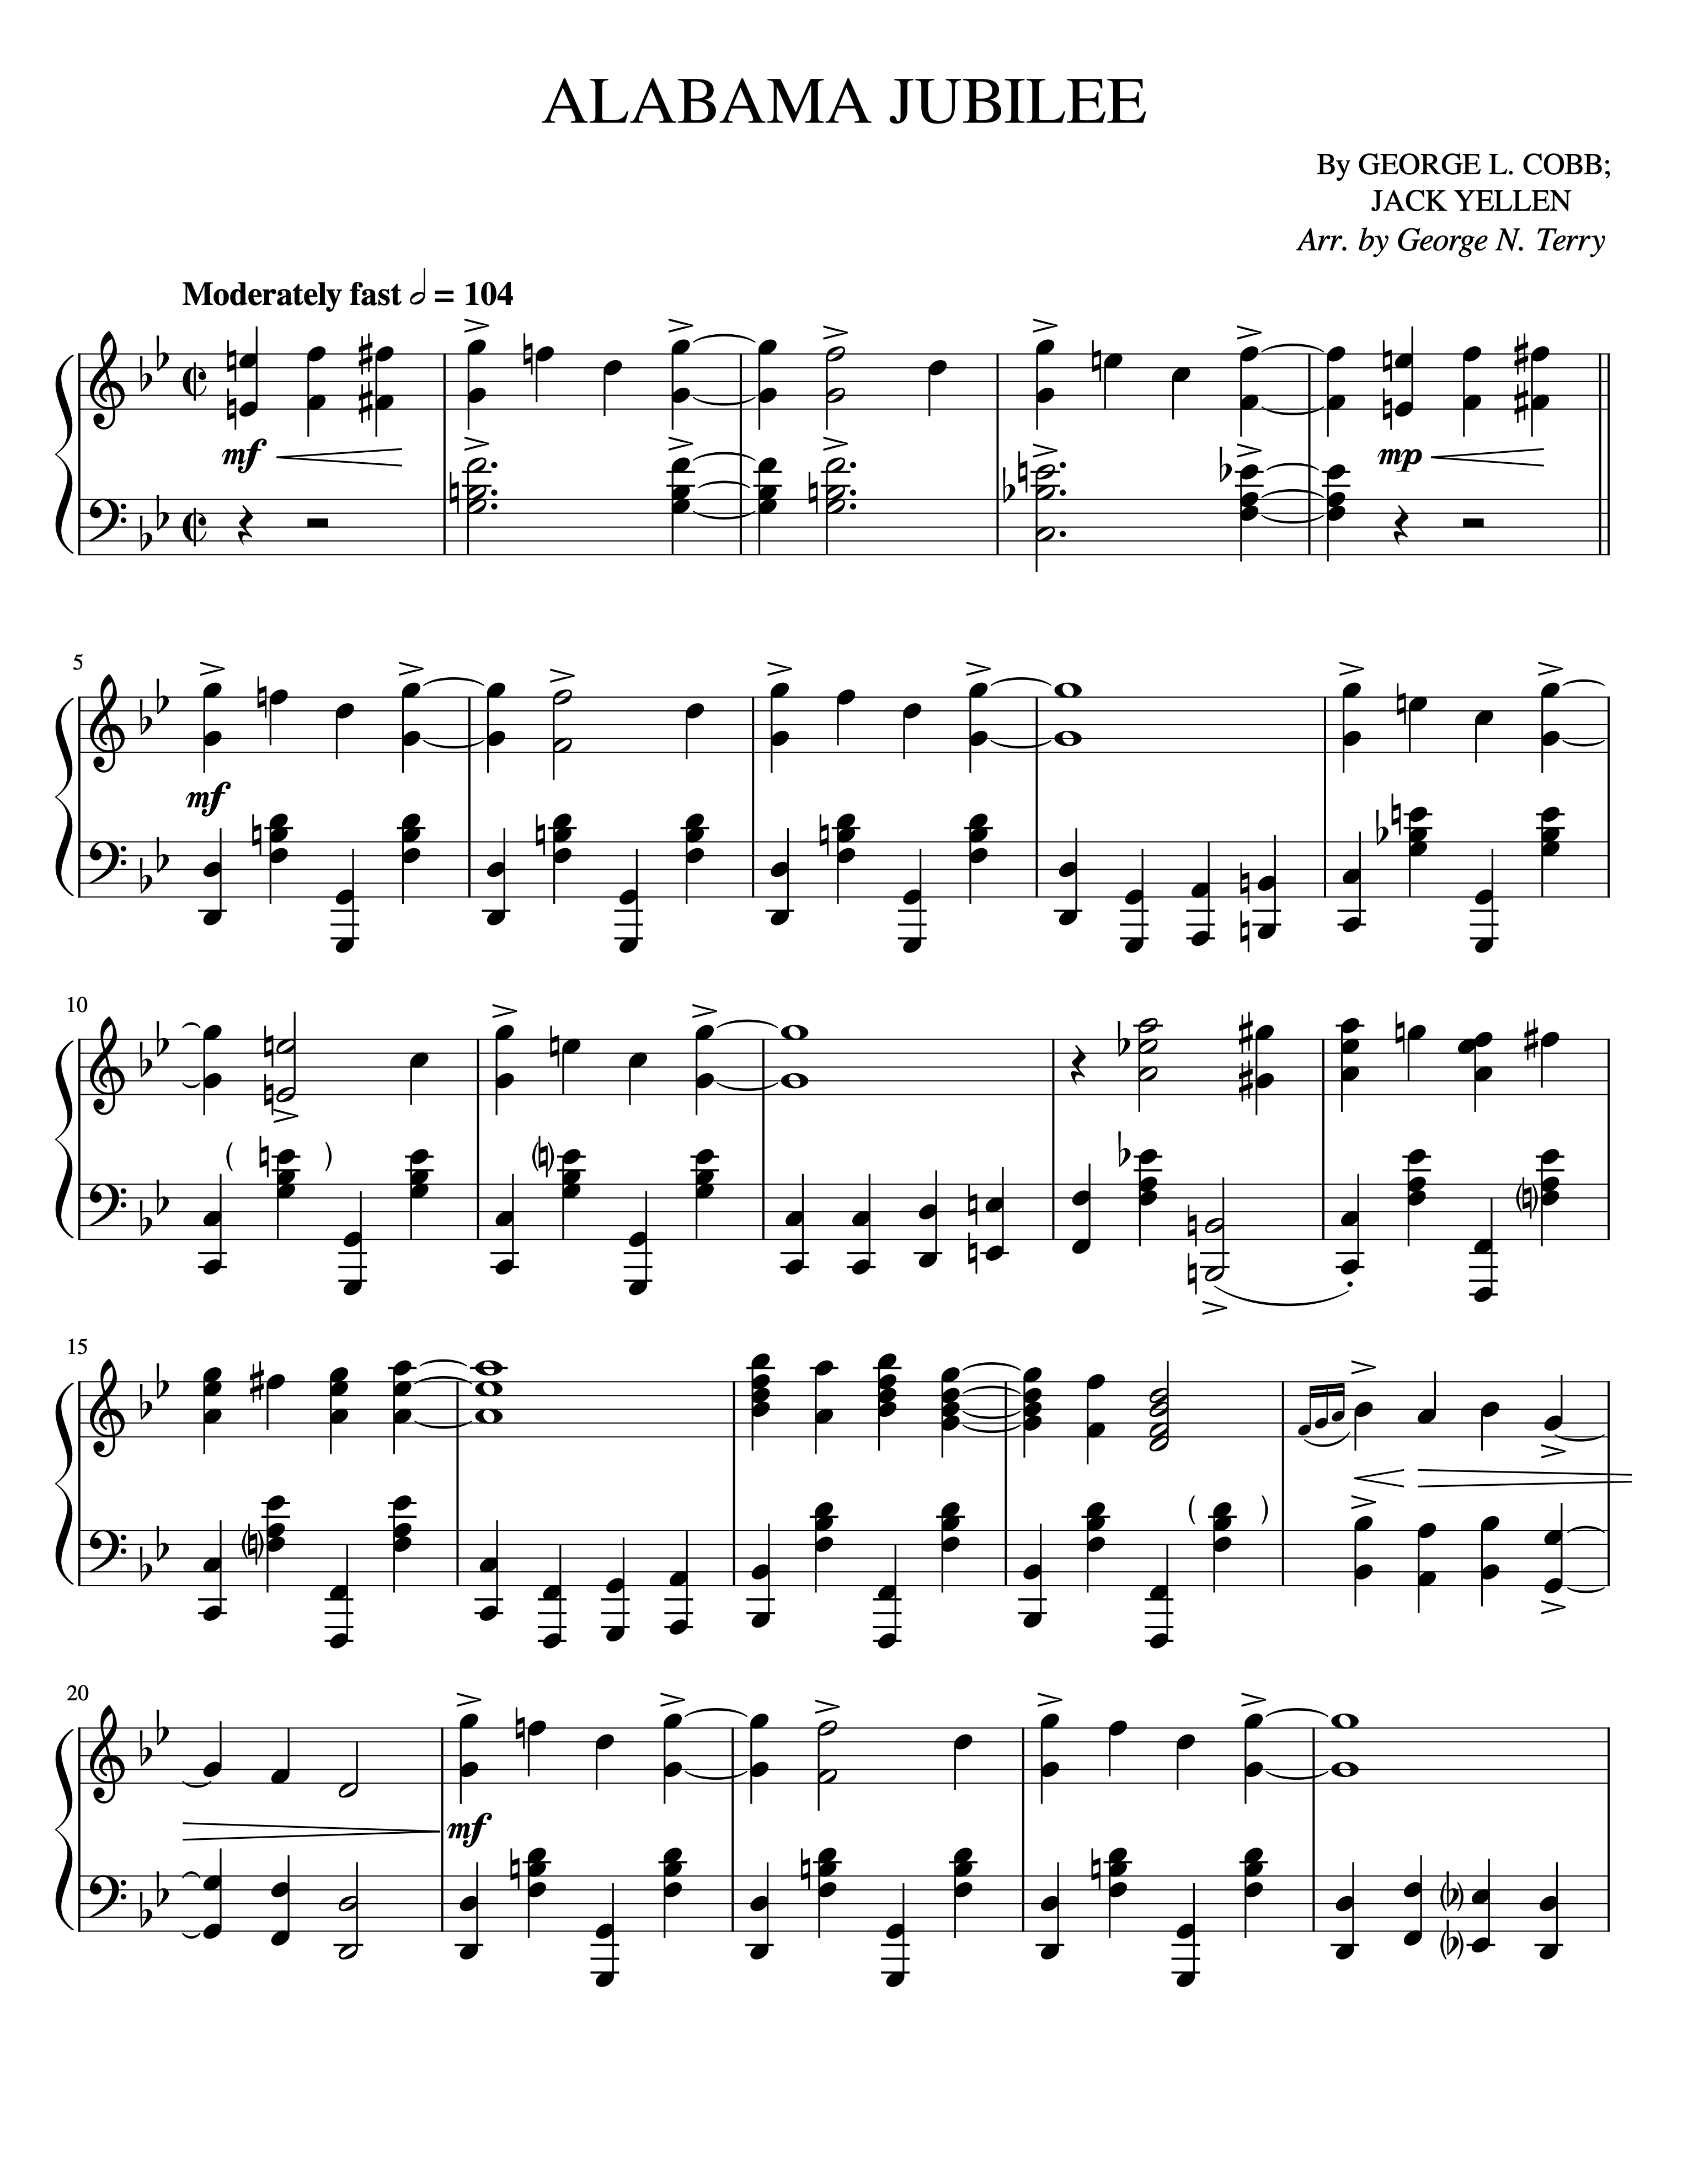 ALABAMA JUBILEE
By GEORGE L. COBB;
JACK YELLEN
Arr. by George N. Terry
Moderately fast 𝅗𝅥 = 104
mf
mp
5
mf
10
( )
15
( )
20
mf